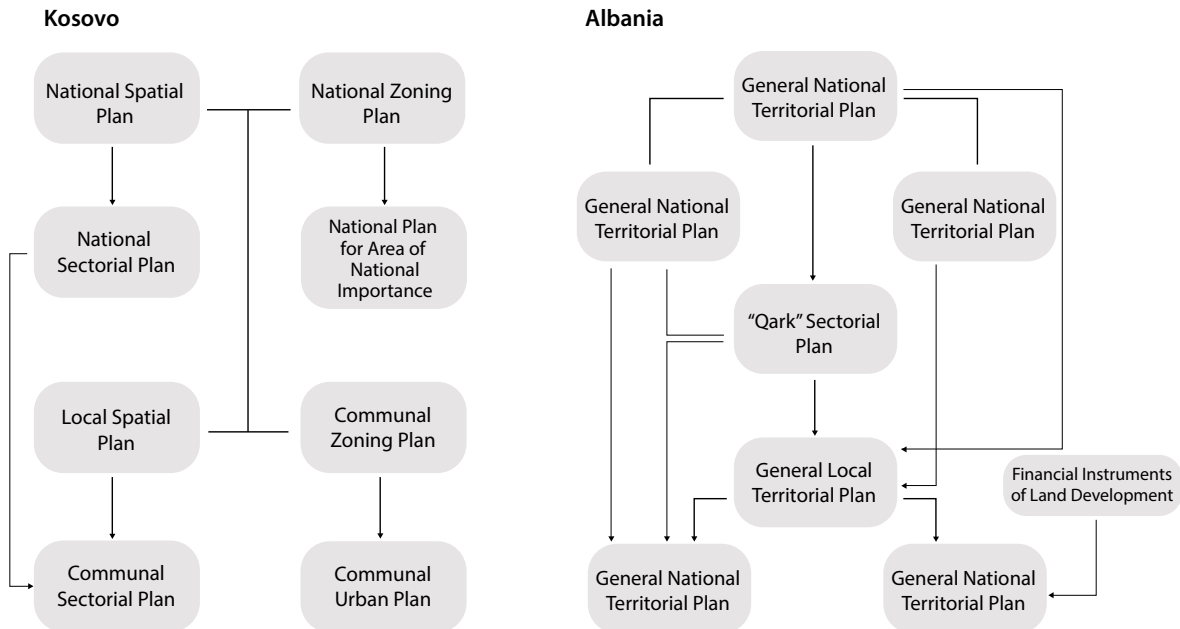 Kosovo
National Spatial
Plan
National Zoning
Plan
National
Sectorial Plan
National Plan
for Area of
National
Importance
Local Spatial
Plan
Communal
Zoning Plan
Communal
Sectorial Plan
Communal
Urban Plan
Albania
General National
Territorial Plan
General National
Territorial Plan
General National
Territorial Plan
“Qark” Sectorial
Plan
General Local
Territorial Plan
Financial Instruments
of Land Development
General National
Territorial Plan
General National
Territorial Plan